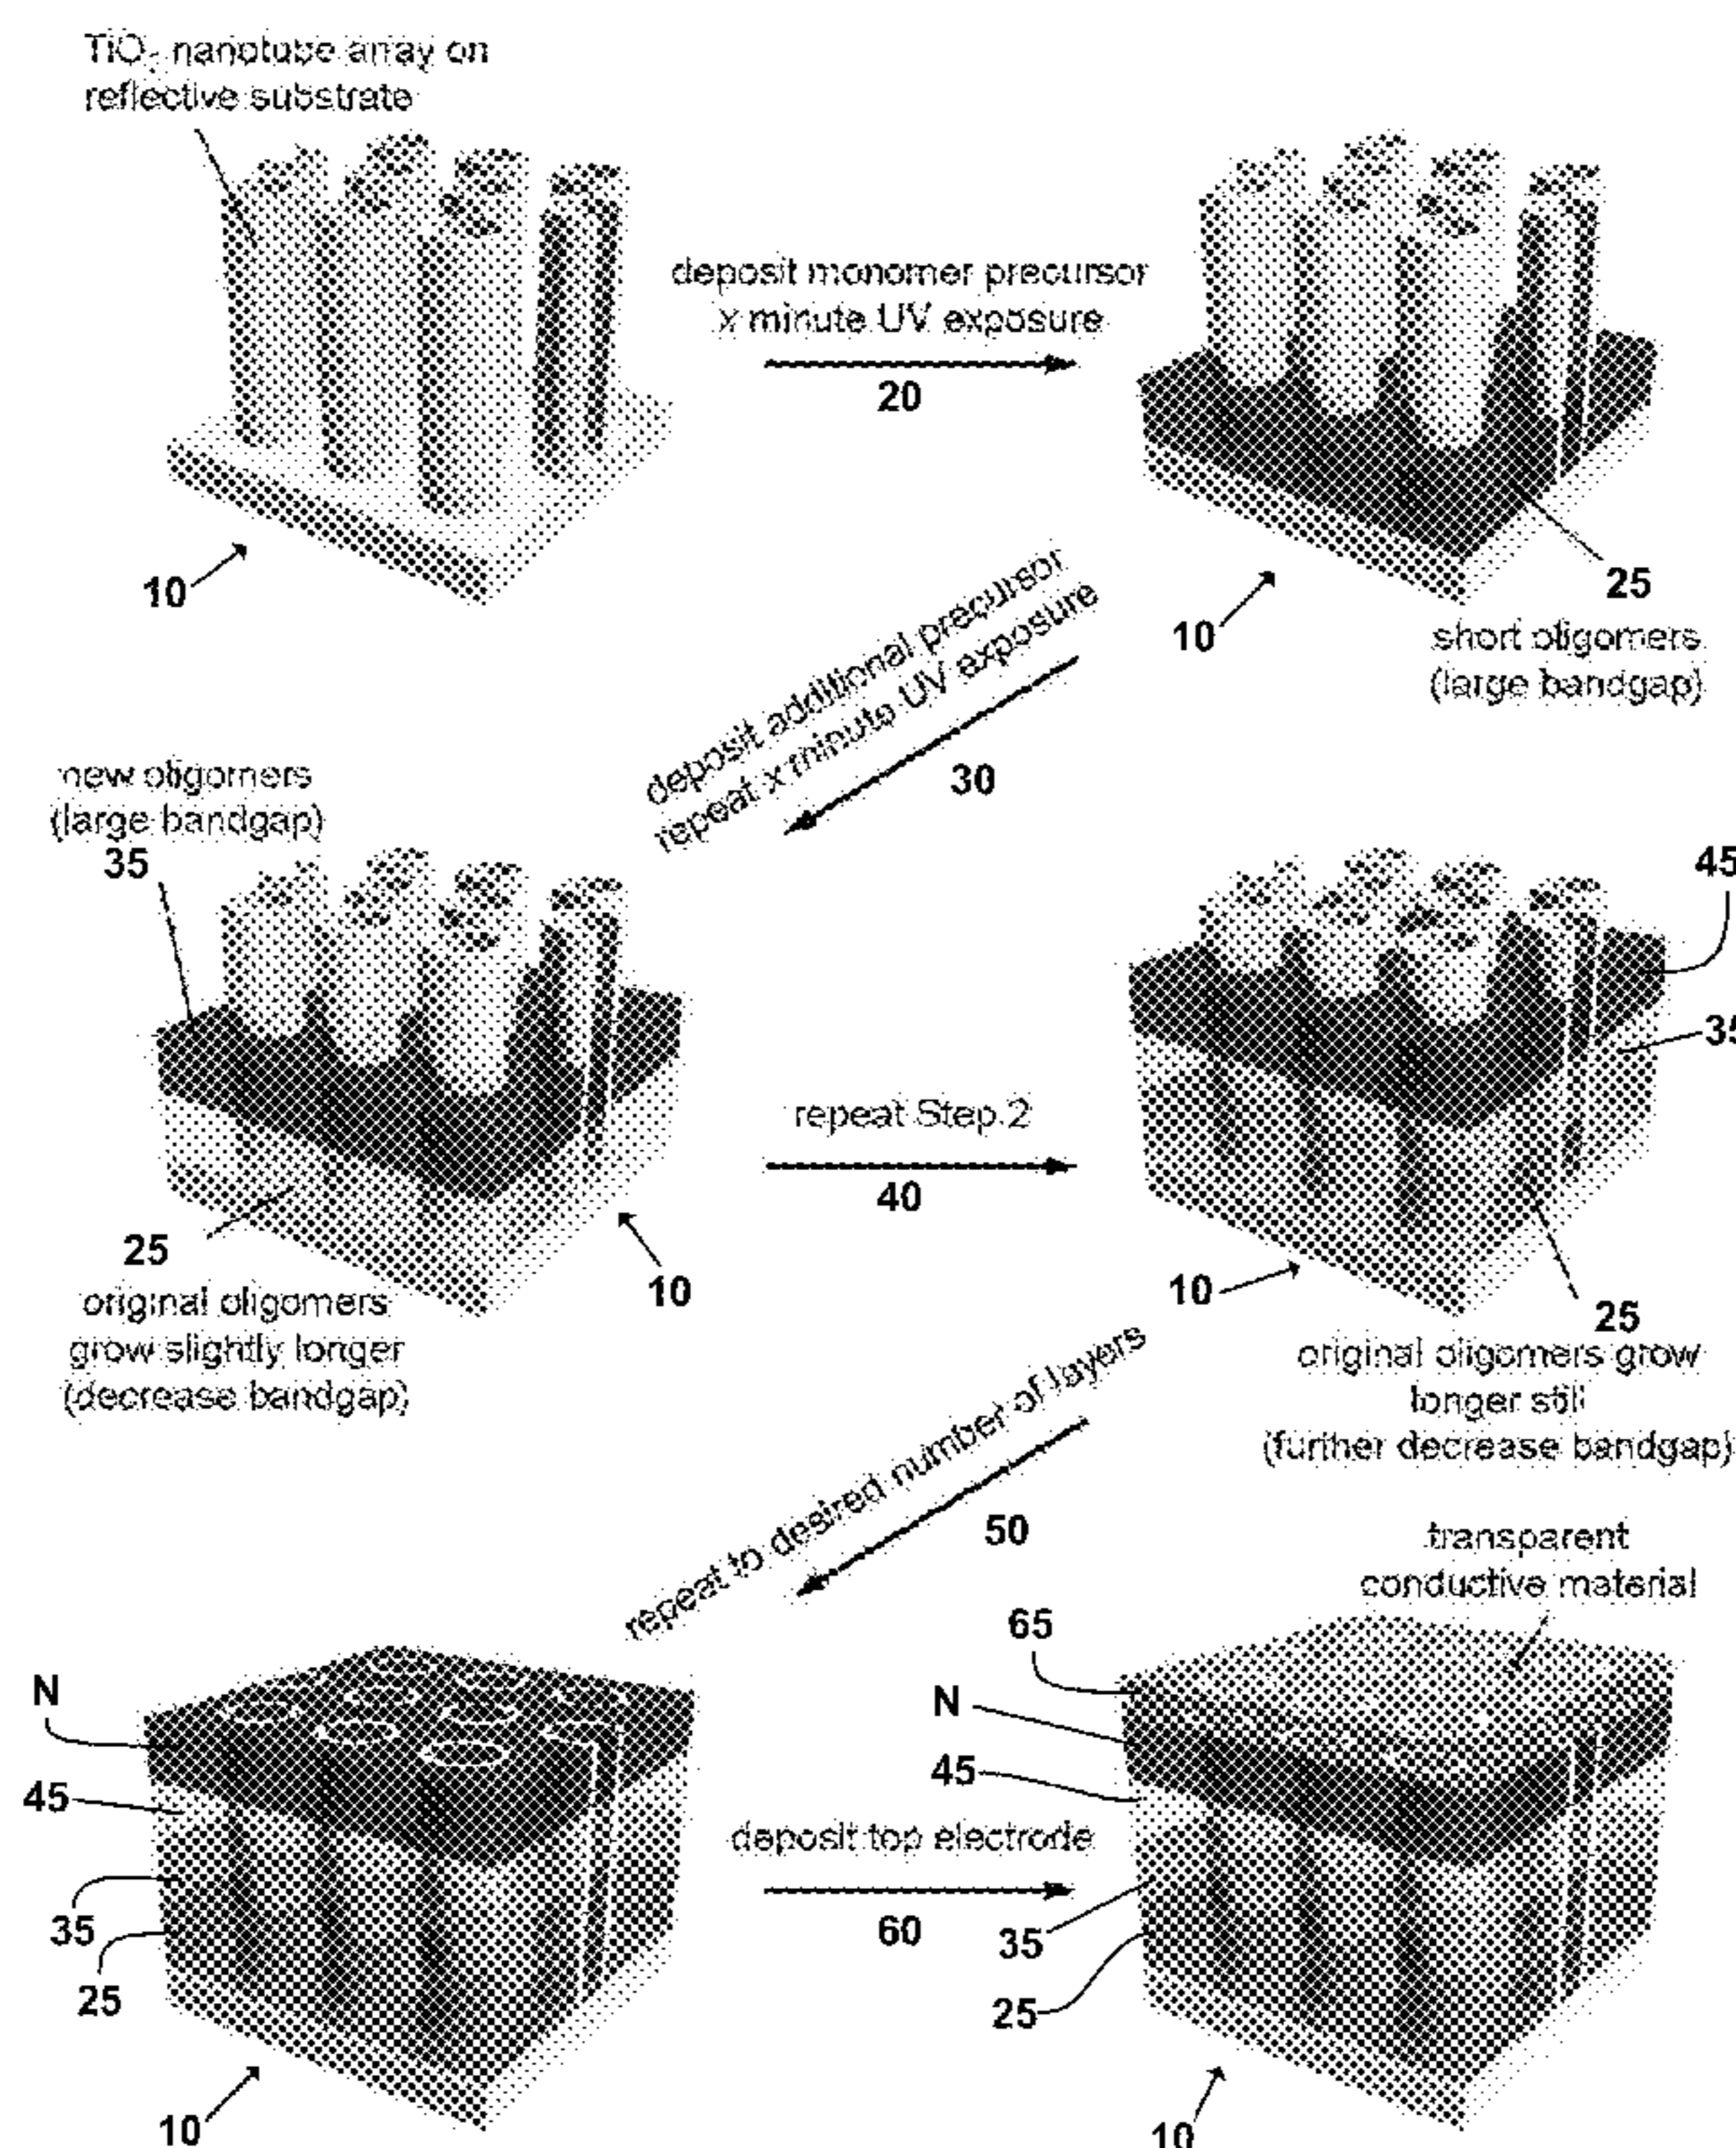 TiO2 nanotube array on
reflective substrate
10
deposit monomer precursor
x minute UV exposure
20
10
25
short oligomers
(large bandgap)
deposit additional precursor
repeat x minute UV exposure
30
new oligomers
(large bandgap)
35
25
original oligomers
grow slightly longer
(decrease bandgap)
10
repeat Step 2
40
45
35
10
25
original oligomers grow
longer still
(further decrease bandgap)
repeat to desired number of layers
50
N
45
35
25
10
deposit top electrode
60
transparent
conductive material
65
N
45
35
25
10